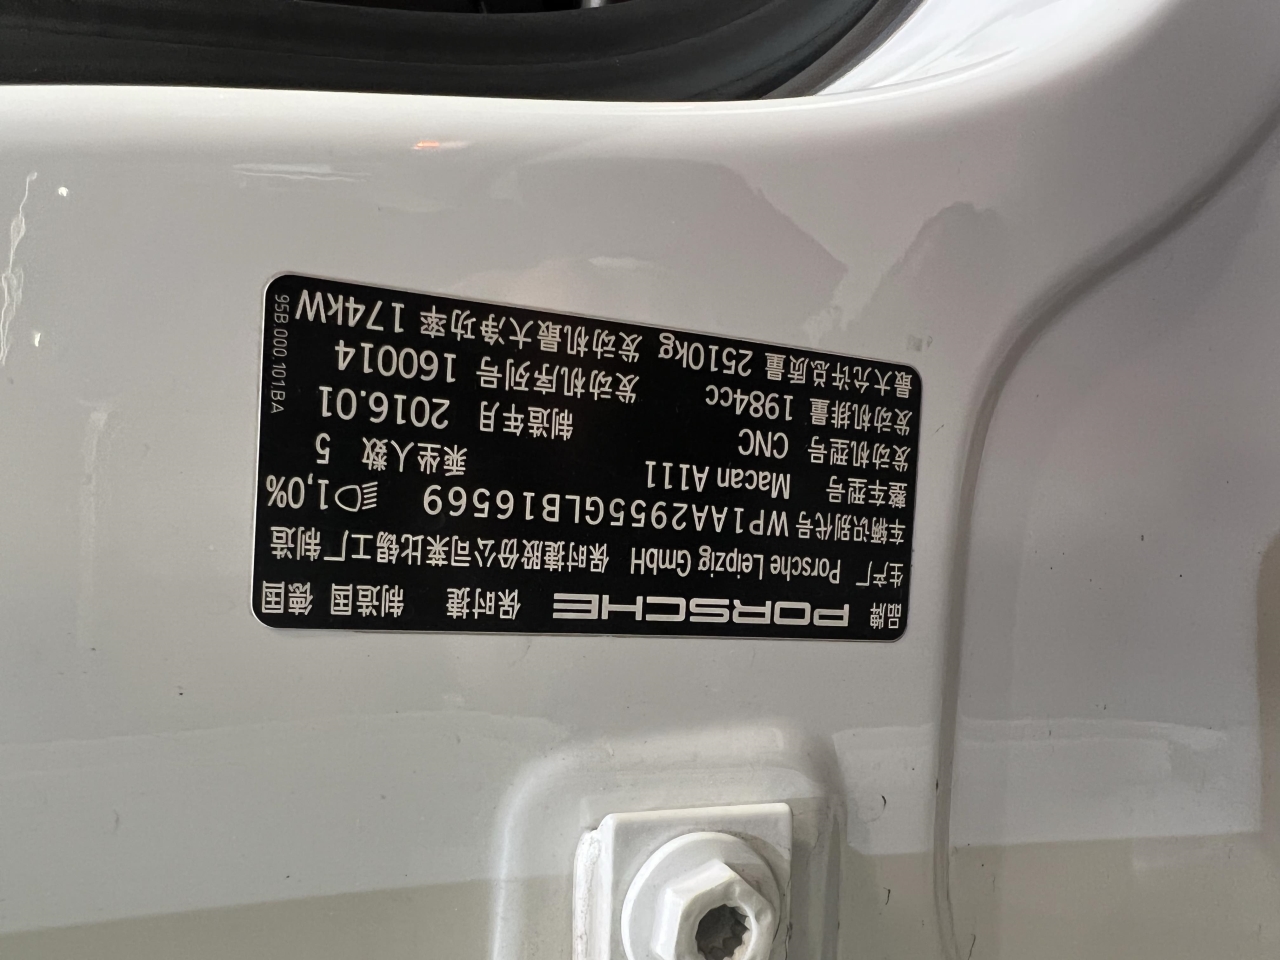 品牌 PORSCHE 保时捷 制造国 德国
生产厂 Porsche Leipzig GmbH 保时捷股份公司莱比锡工厂制造
车辆识别代号 WP1AA2955GLB16569 1,0%
整车型号 Macan A111 乘坐人数 5
发动机型号 CNC 制造年月 2016.01
发动机排量 1984cc 发动机序列号 160014
最大允许总质量 2510kg 发动机最大净功率 174kW
95B.000.101.BA